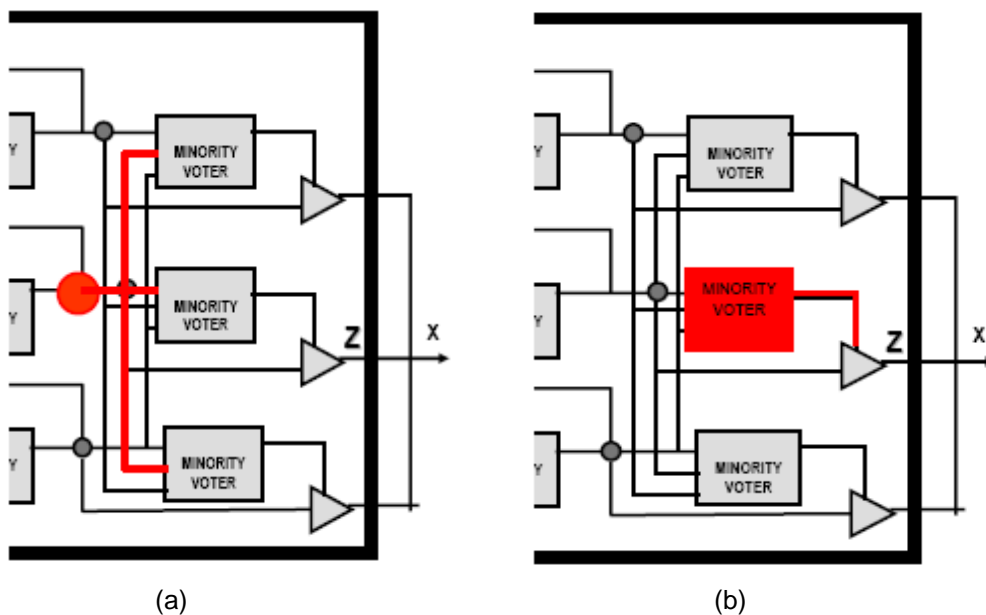 MINORITY
VOTER
Y
MINORITY
VOTER
Y
Z
X
MINORITY
VOTER
Y
(a)
MINORITY
VOTER
Y
MINORITY
VOTER
Y
Z
X
MINORITY
VOTER
Y
(b)